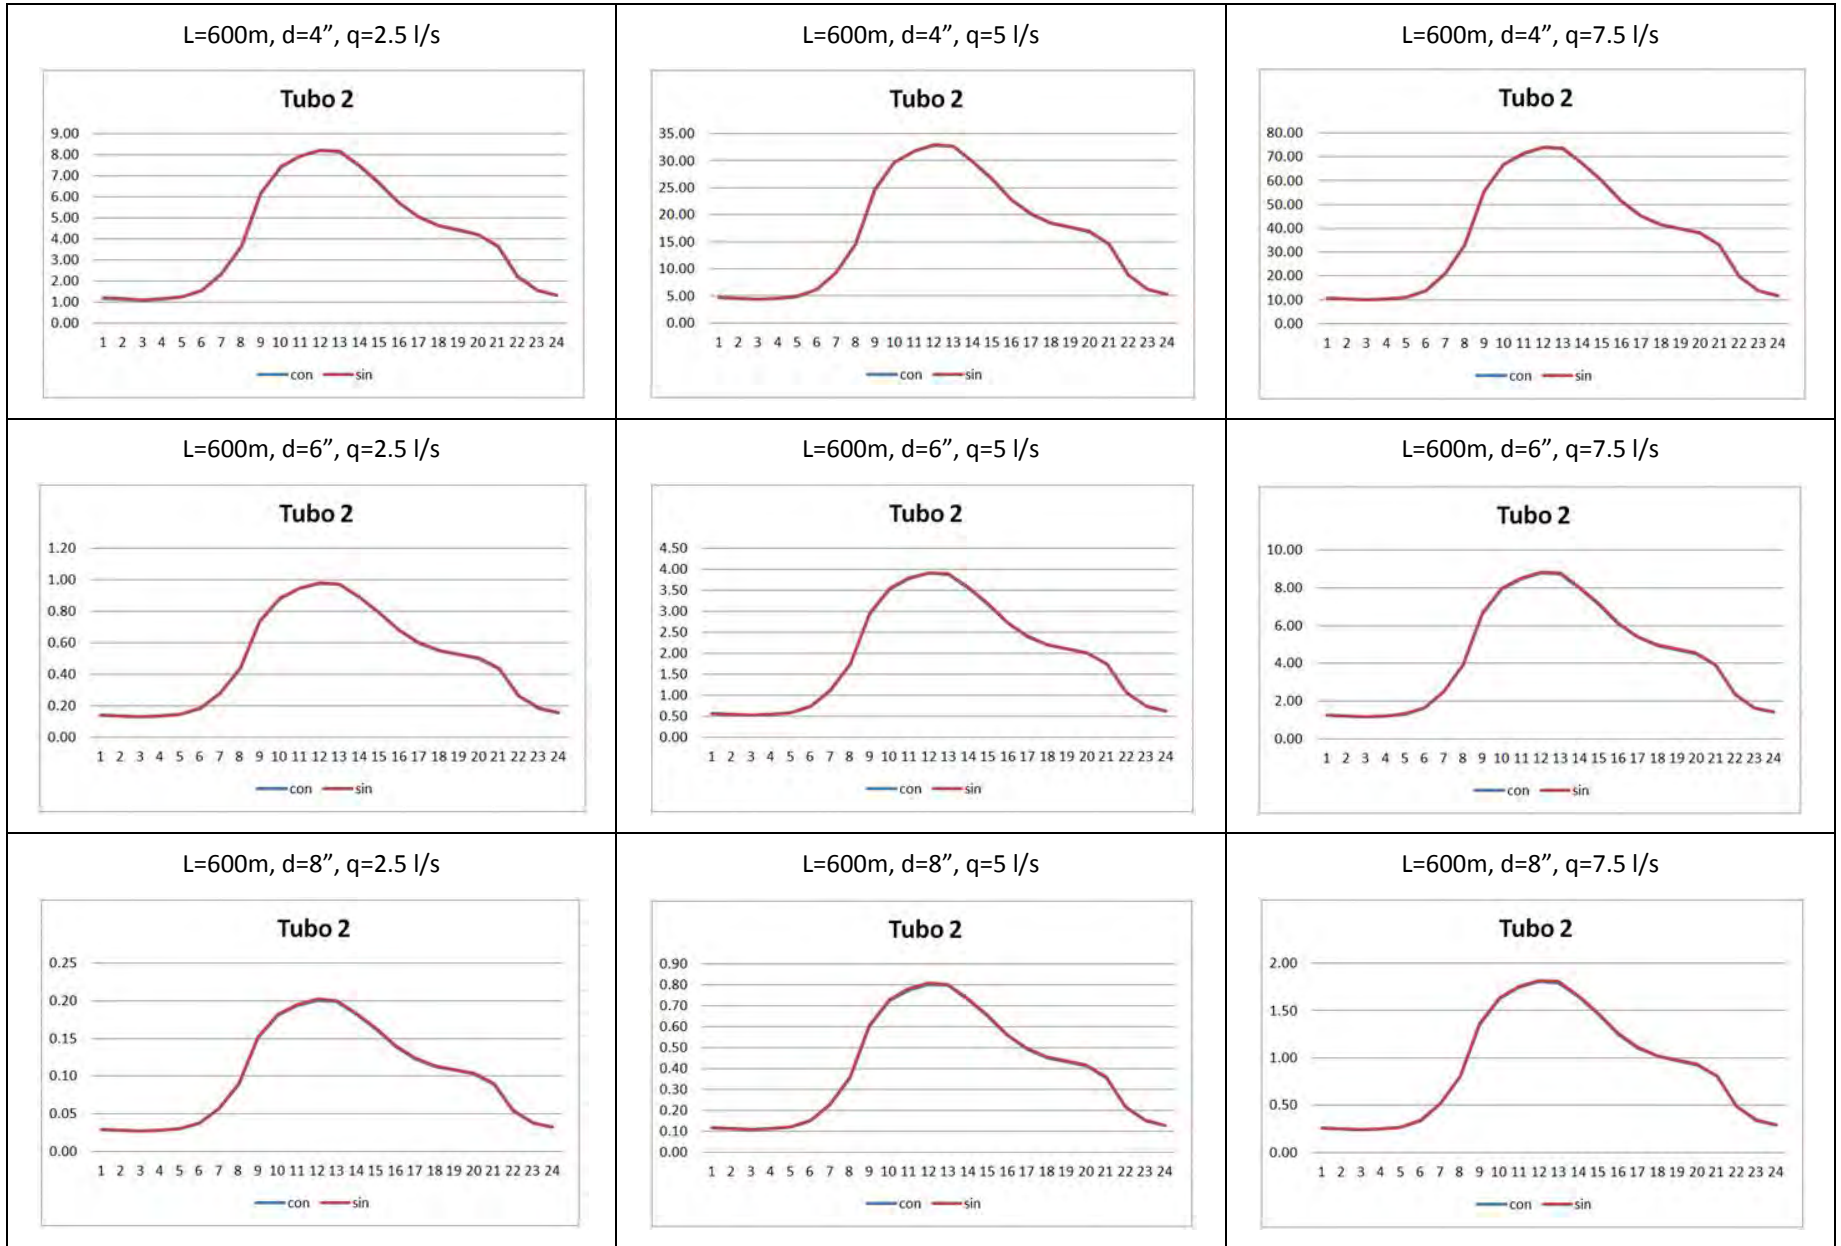 L=600m, d=4”, q=2.5 l/s
Tubo 2
9.00
8.00
7.00
6.00
5.00
4.00
3.00
2.00
1.00
0.00
1 2 3 4 5 6 7 8 9 10 11 12 13 14 15 16 17 18 19 20 21 22 23 24
con sin
L=600m, d=4”, q=5 l/s
Tubo 2
35.00
30.00
25.00
20.00
15.00
10.00
5.00
0.00
1 2 3 4 5 6 7 8 9 10 11 12 13 14 15 16 17 18 19 20 21 22 23 24
con sin
L=600m, d=4”, q=7.5 l/s
Tubo 2
80.00
70.00
60.00
50.00
40.00
30.00
20.00
10.00
0.00
1 2 3 4 5 6 7 8 9 10 11 12 13 14 15 16 17 18 19 20 21 22 23 24
con sin
L=600m, d=6”, q=2.5 l/s
Tubo 2
1.20
1.00
0.80
0.60
0.40
0.20
0.00
1 2 3 4 5 6 7 8 9 10 11 12 13 14 15 16 17 18 19 20 21 22 23 24
con sin
L=600m, d=6”, q=5 l/s
Tubo 2
4.50
4.00
3.50
3.00
2.50
2.00
1.50
1.00
0.50
0.00
1 2 3 4 5 6 7 8 9 10 11 12 13 14 15 16 17 18 19 20 21 22 23 24
con sin
L=600m, d=6”, q=7.5 l/s
Tubo 2
10.00
8.00
6.00
4.00
2.00
0.00
1 2 3 4 5 6 7 8 9 10 11 12 13 14 15 16 17 18 19 20 21 22 23 24
con sin
L=600m, d=8”, q=2.5 l/s
Tubo 2
0.25
0.20
0.15
0.10
0.05
0.00
1 2 3 4 5 6 7 8 9 10 11 12 13 14 15 16 17 18 19 20 21 22 23 24
con sin
L=600m, d=8”, q=5 l/s
Tubo 2
0.90
0.80
0.70
0.60
0.50
0.40
0.30
0.20
0.10
0.00
1 2 3 4 5 6 7 8 9 10 11 12 13 14 15 16 17 18 19 20 21 22 23 24
con sin
L=600m, d=8”, q=7.5 l/s
Tubo 2
2.00
1.50
1.00
0.50
0.00
1 2 3 4 5 6 7 8 9 10 11 12 13 14 15 16 17 18 19 20 21 22 23 24
con sin